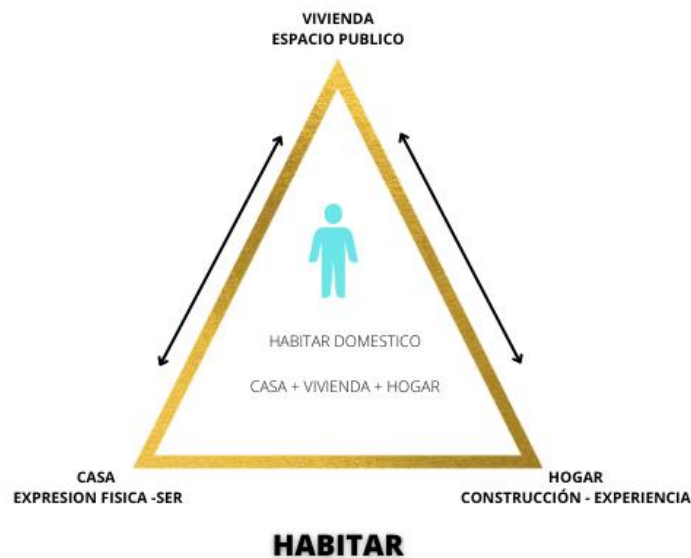 VIVIENDA
ESPACIO PUBLICO
HABITAR DOMESTICO
CASA + VIVIENDA + HOGAR
CASA
EXPRESION FISICA -SER
HOGAR
CONSTRUCCIÓN - EXPERIENCIA
HABITAR